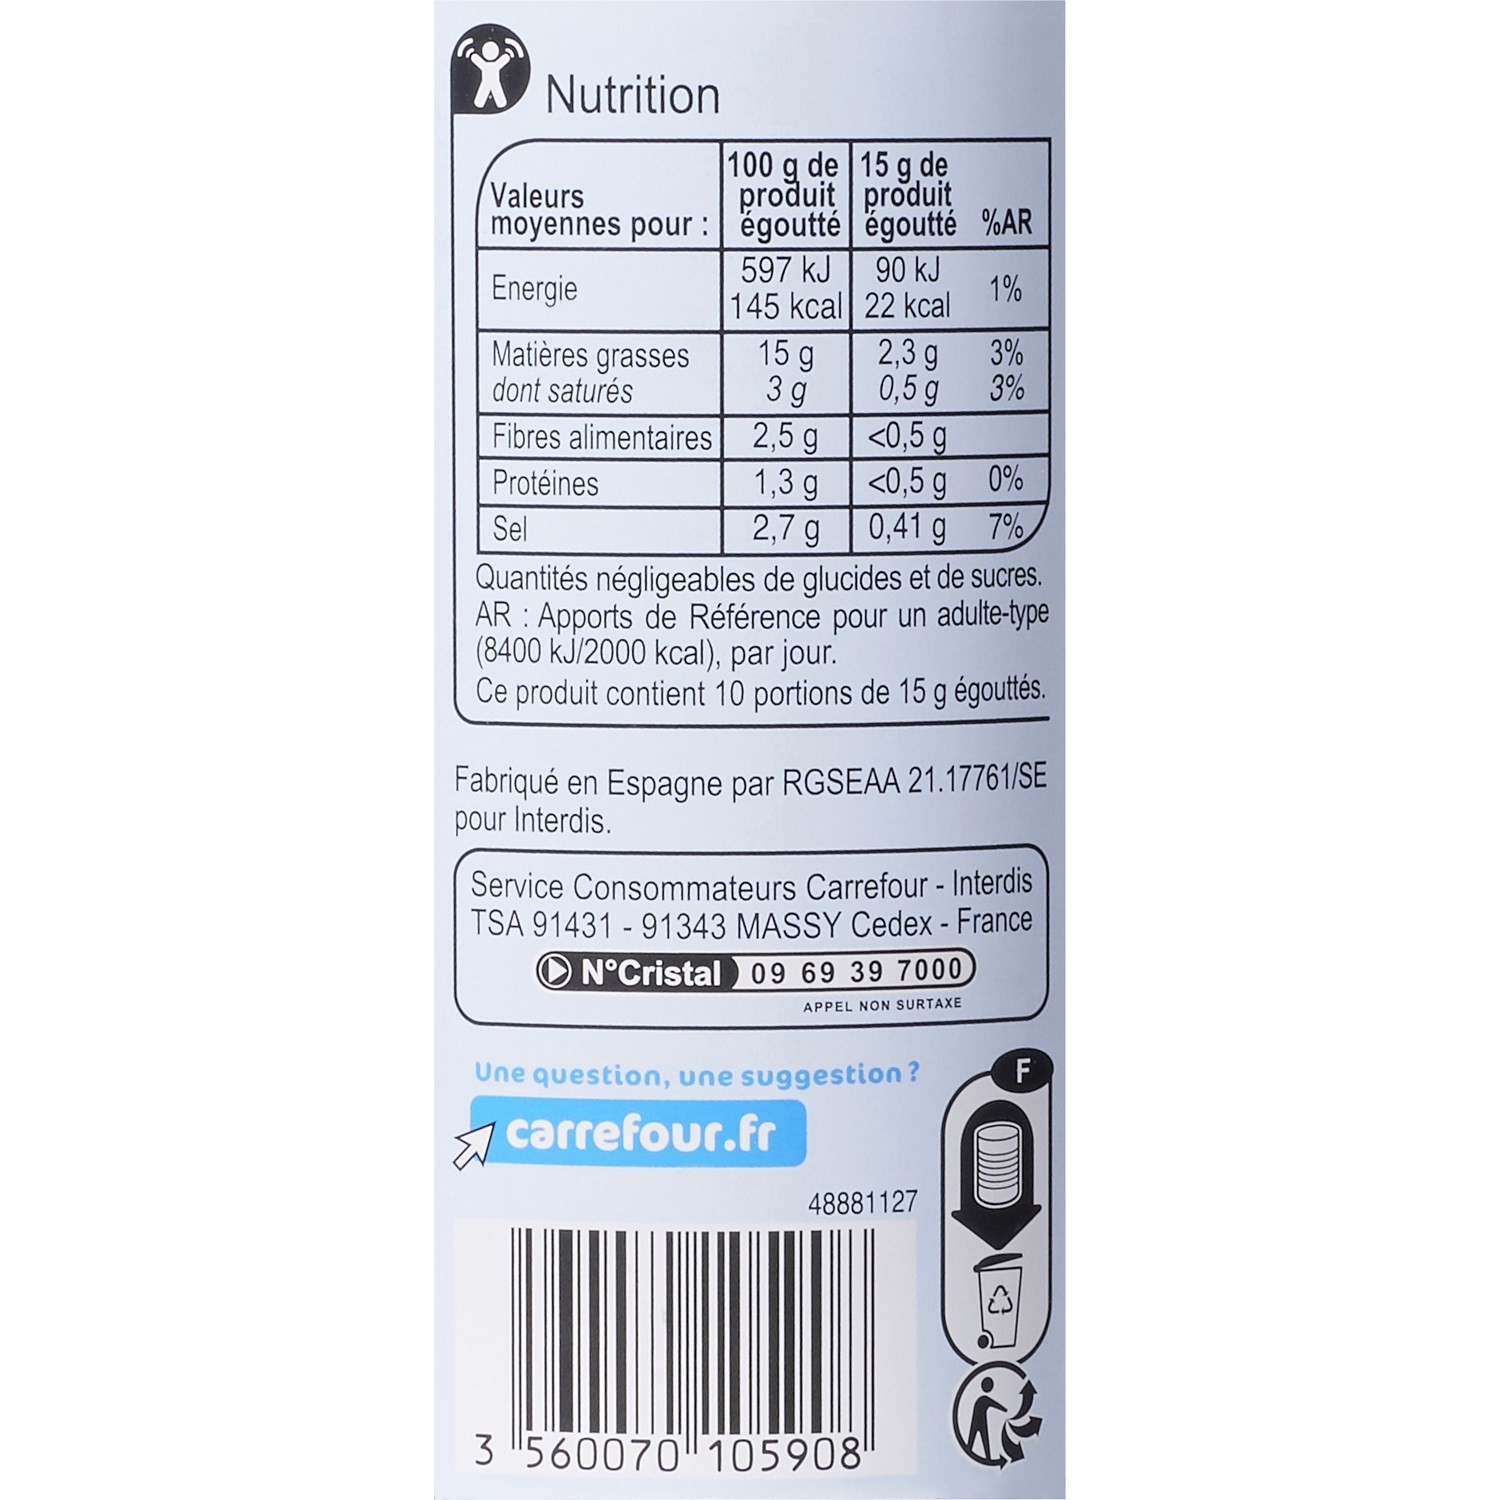 Nutrition
Valeurs moyennes pour : 100 g de produit égoutté 15 g de produit égoutté %AR
Energie 597 kJ 145 kcal 90 kJ 22 kcal 1%
Matières grasses 15 g 2,3 g 3%
dont saturés 3 g 0,5 g 3%
Fibres alimentaires 2,5 g <0,5 g
Protéines 1,3 g <0,5 g 0%
Sel 2,7 g 0,41 g 7%
Quantités négligeables de glucides et de sucres.
AR : Apports de Référence pour un adulte-type
(8400 kJ/2000 kcal), par jour.
Ce produit contient 10 portions de 15 g égouttés.
Fabriqué en Espagne par RGSEAA 21.17761/SE
pour Interdis.
Service Consommateurs Carrefour - Interdis
TSA 91431 - 91343 MASSY Cedex - France
N°Cristal 09 69 39 7000
APPEL NON SURTAXE
Une question, une suggestion ?
F
carrefour.fr
48881127
3 560070 105908